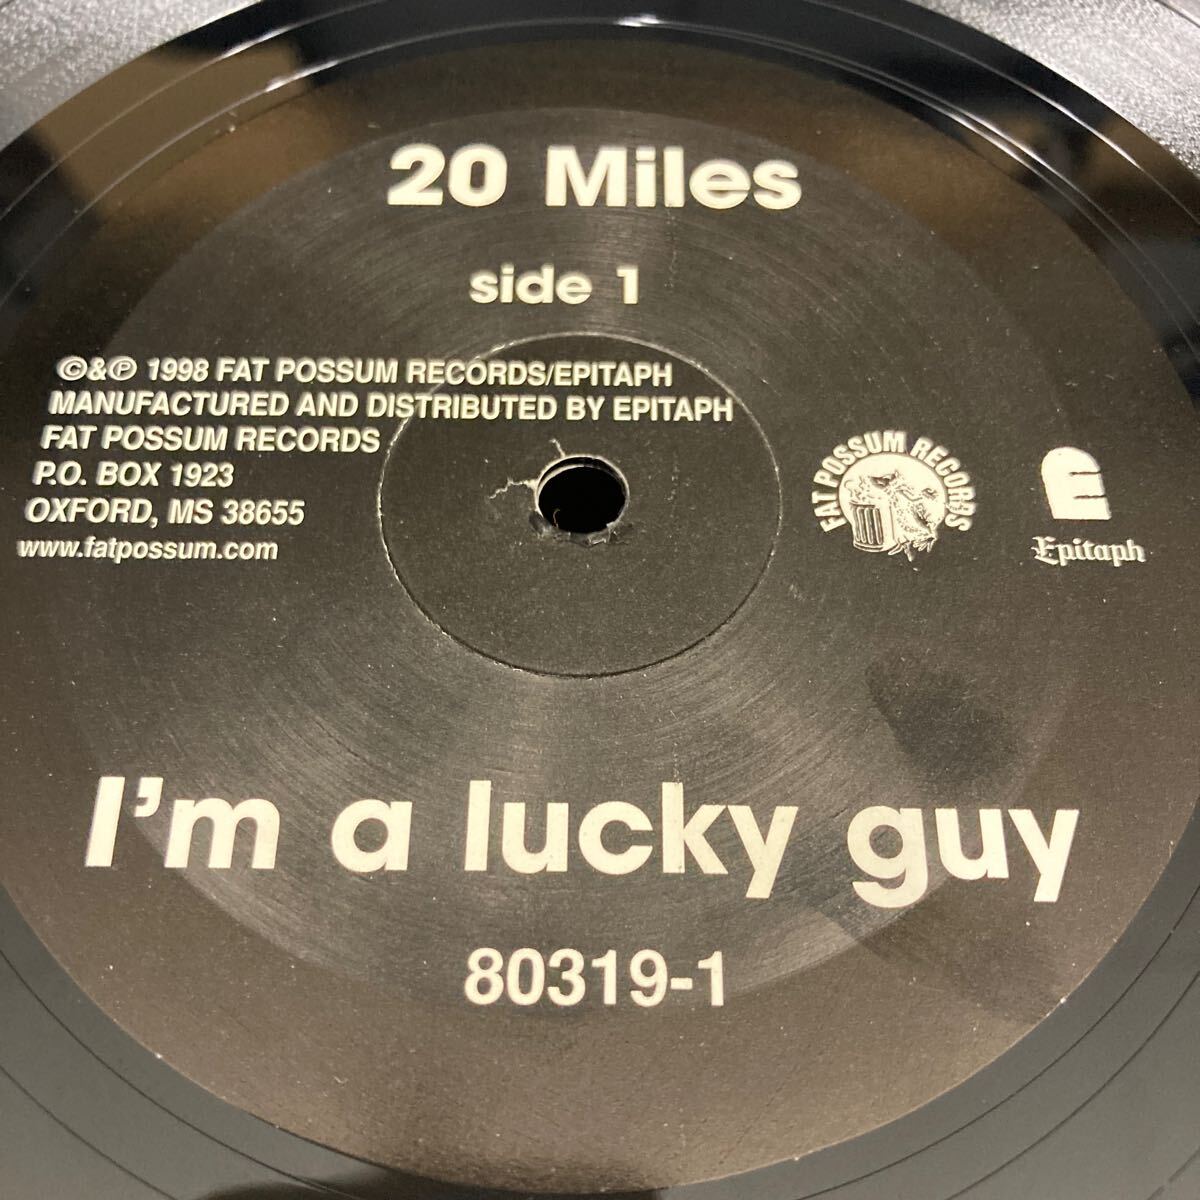 20 Miles
side 1
©&℗ 1998 FAT POSSUM RECORDS/EPITAPH
MANUFACTURED AND DISTRIBUTED BY EPITAPH
FAT POSSUM RECORDS
P.O. BOX 1923
OXFORD, MS 38655
www.fatpossum.com
FAT POSSUM RECORDS
E
Epitaph
I'm a lucky guy
80319-1